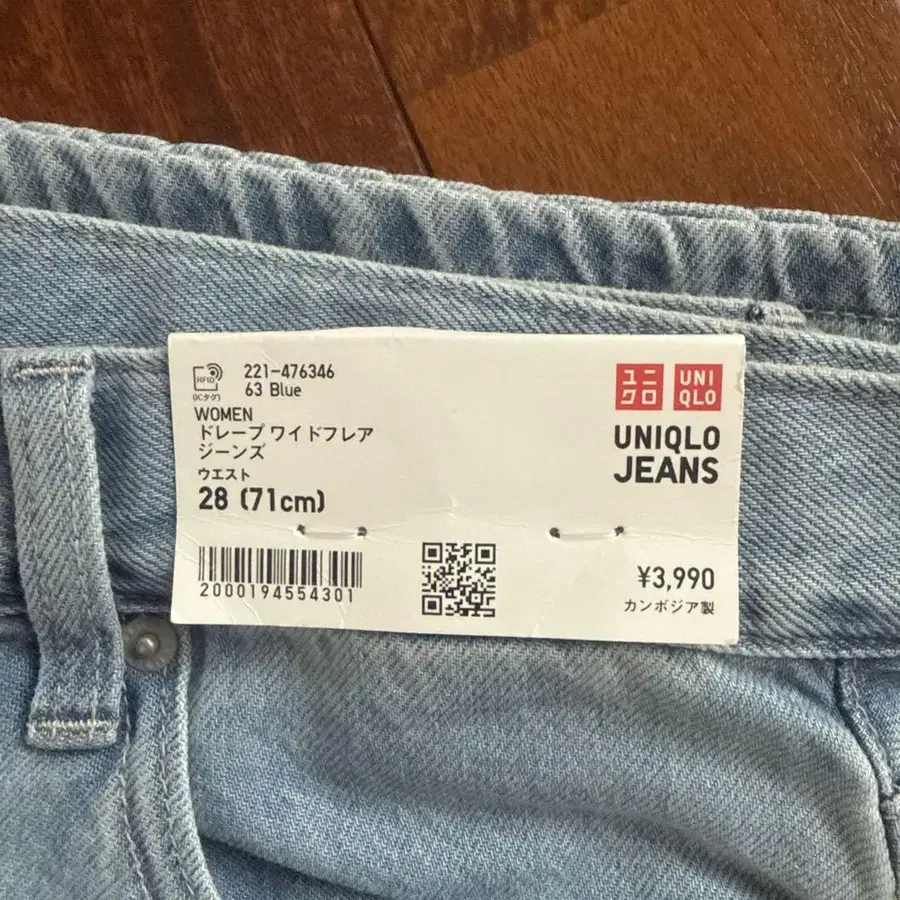 RFID
(ICタグ)
221-476346
63 Blue
WOMEN
ドレープ ワイドフレア
ジーンズ
ウエスト
28 (71cm)
2000194554301
ユニ
クロ
UNI
QLO
UNIQLO
JEANS
¥3,990
カンボジア製